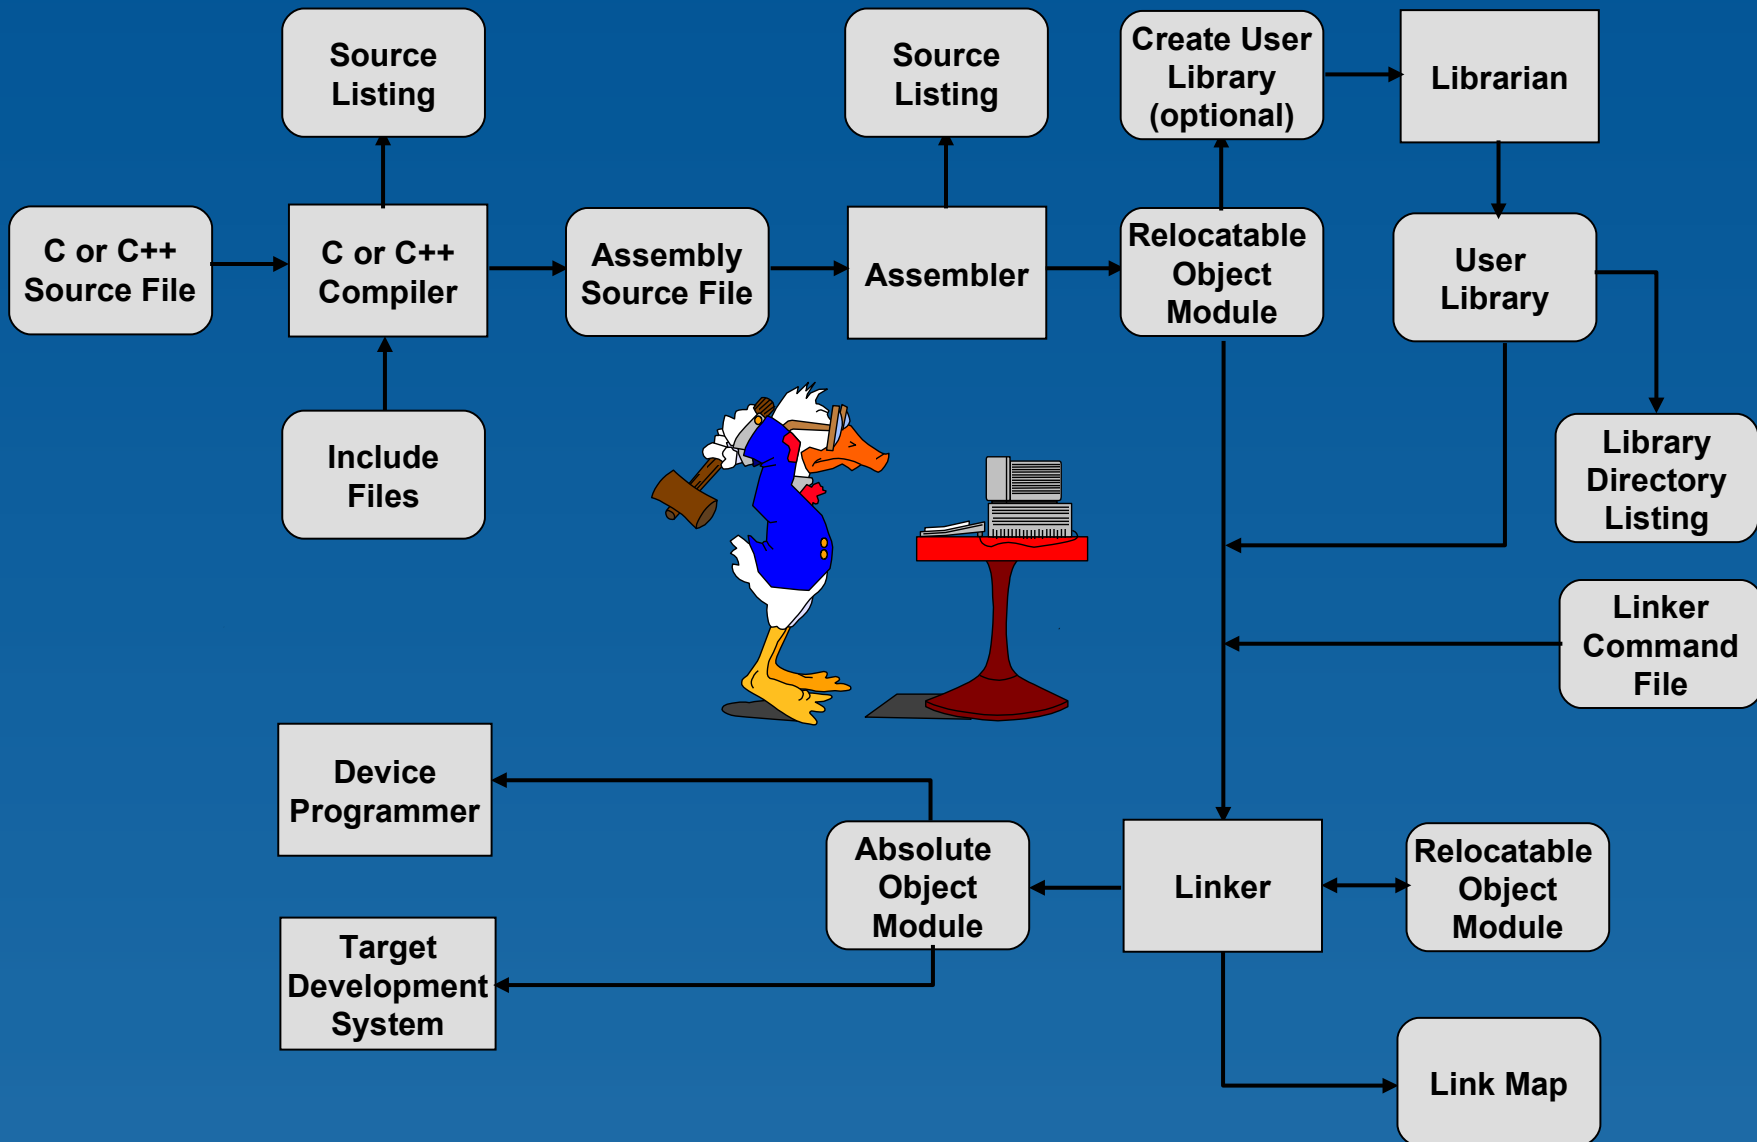 Source
Listing
Source
Listing
Create User
Library
(optional)
Librarian
C or C++
Source File
C or C++
Compiler
Assembly
Source File
Assembler
Relocatable
Object
Module
User
Library
Include
Files
Library
Directory
Listing
Linker
Command
File
Device
Programmer
Absolute
Object
Module
Linker
Relocatable
Object
Module
Target
Development
System
Link Map